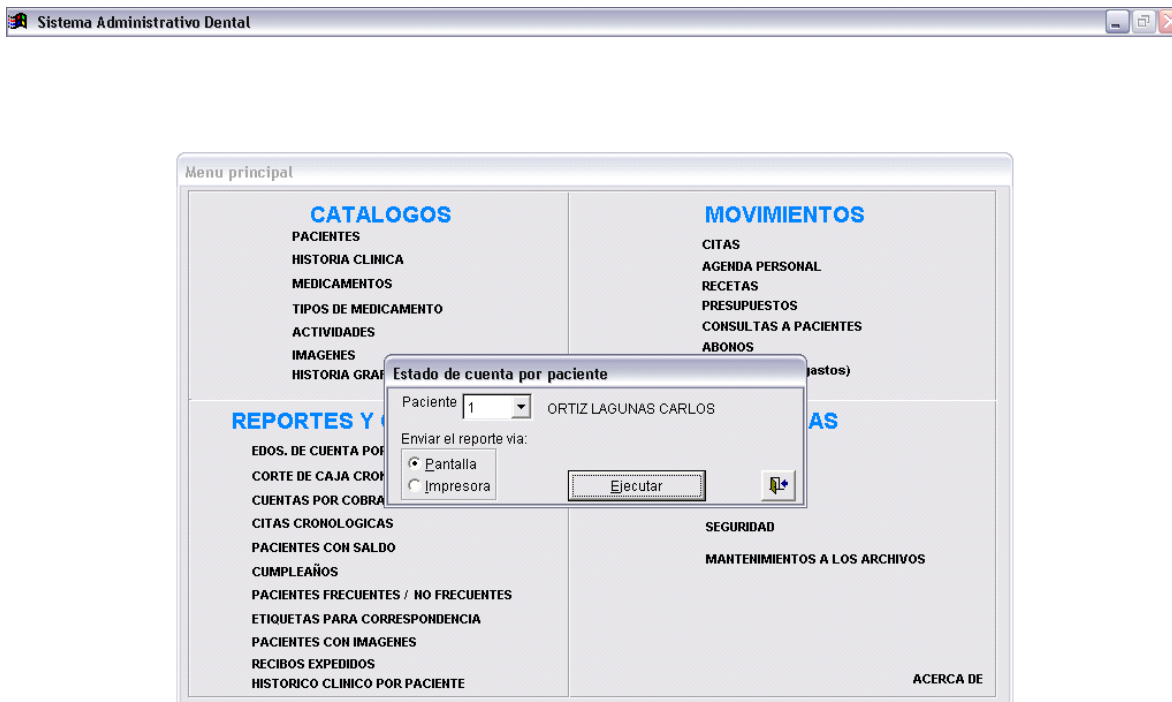 Sistema Administrativo Dental
Menu principal
CATALOGOS
PACIENTES
HISTORIA CLINICA
MEDICAMENTOS
TIPOS DE MEDICAMENTO
ACTIVIDADES
IMAGENES
HISTORIA
MOVIMIENTOS
CITAS
AGENDA PERSONAL
RECETAS
PRESUPUESTOS
CONSULTAS A PACIENTES
ABONOS
Estado de cuenta por paciente
Paciente 1 ORTIZ LAGUNAS CARLOS
Enviar el reporte via:
Pantalla
Impresora
Ejecutar
REPORTES Y
EDOS. DE CUENTA
CORTE DE CAJA
CUENTAS POR
CITAS CRONOLOGICAS
PACIENTES CON SALDO
CUMPLEAÑOS
PACIENTES FRECUENTES / NO FRECUENTES
ETIQUETAS PARA CORRESPONDENCIA
PACIENTES CON IMAGENES
RECIBOS EXPEDIDOS
HISTORICO CLINICO POR PACIENTE
SEGURIDAD
MANTENIMIENTOS A LOS ARCHIVOS
ACERCA DE